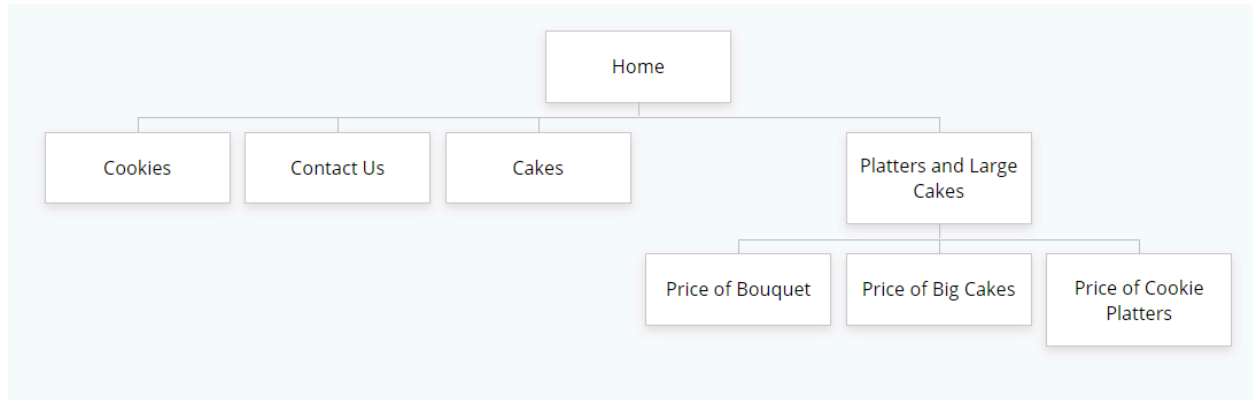 Home
Cookies
Contact Us
Cakes
Platters and Large
Cakes
Price of Bouquet
Price of Big Cakes
Price of Cookie
Platters